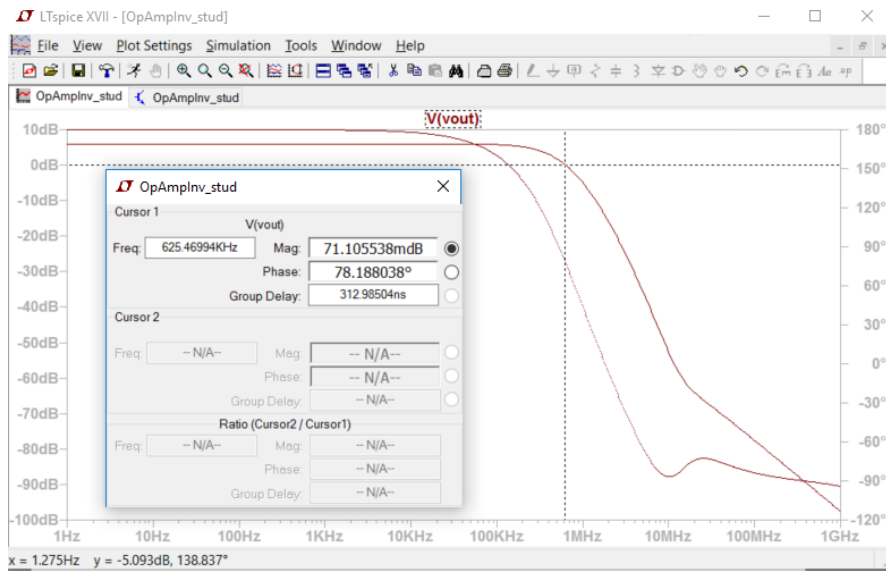 LTspice XVII - [OpAmpInv_stud]
File View Plot Settings Simulation Tools Window Help
OpAmpInv_stud OpAmpInv_stud
V(vout)
10dB 180°
0dB 150°
-10dB 120°
-20dB 90°
-30dB 60°
-40dB 30°
-50dB 0°
-60dB -30°
-70dB -60°
-80dB -90°
-90dB -120°
-100dB
OpAmpInv_stud
Cursor 1
V(vout)
Freq: 625.46994KHz Mag: 71.105538mdB
Phase: 78.188038°
Group Delay: 312.98504ns
Cursor 2
Freq: -- N/A-- Mag: -- N/A--
Phase: -- N/A--
Group Delay: -- N/A--
Ratio (Cursor2 / Cursor1)
Freq: -- N/A-- Mag: -- N/A--
Phase: -- N/A--
Group Delay: -- N/A--
1Hz 10Hz 100Hz 1KHz 10KHz 100KHz 1MHz 10MHz 100MHz 1GHz
x = 1.275Hz y = -5.093dB, 138.837°